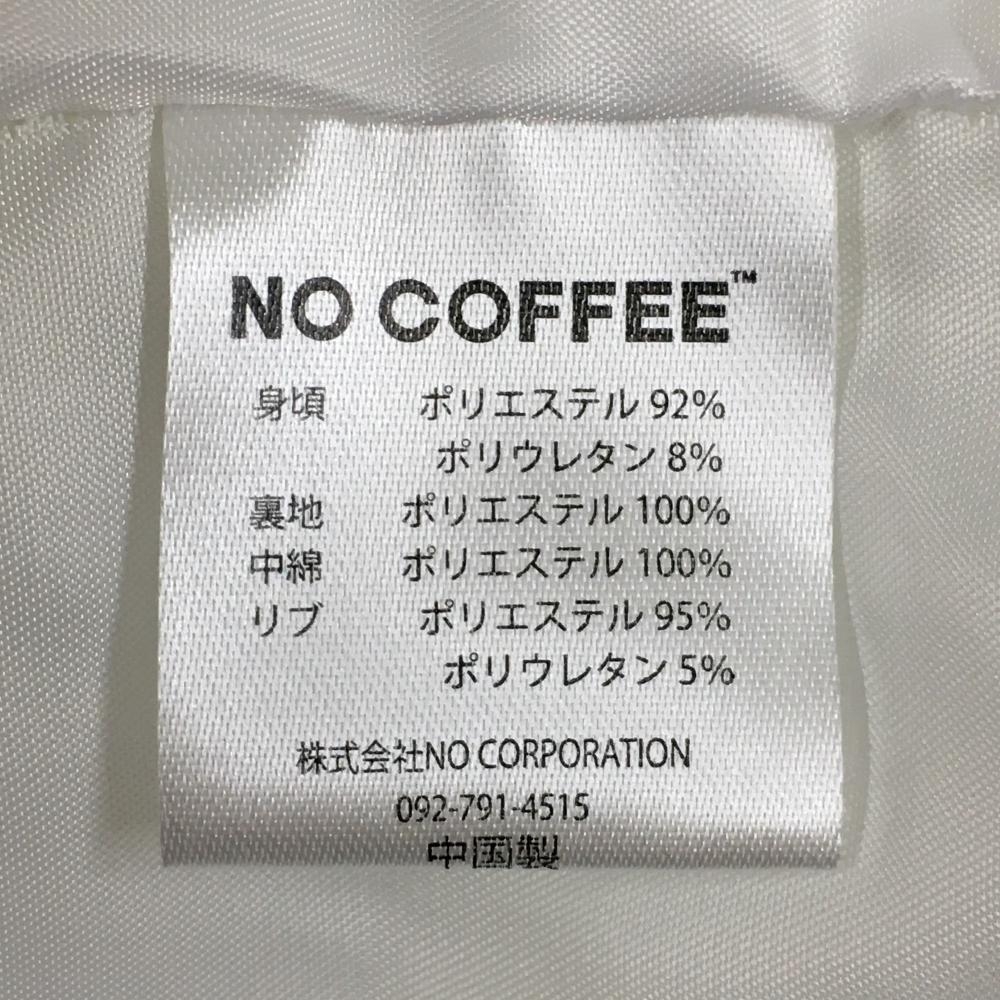 NO COFFEE™
身頃 ポリエステル 92%
ポリウレタン 8%
裏地 ポリエステル 100%
中綿 ポリエステル 100%
リブ ポリエステル 95%
ポリウレタン 5%
株式会社NO CORPORATION
092-791-4515
中国製